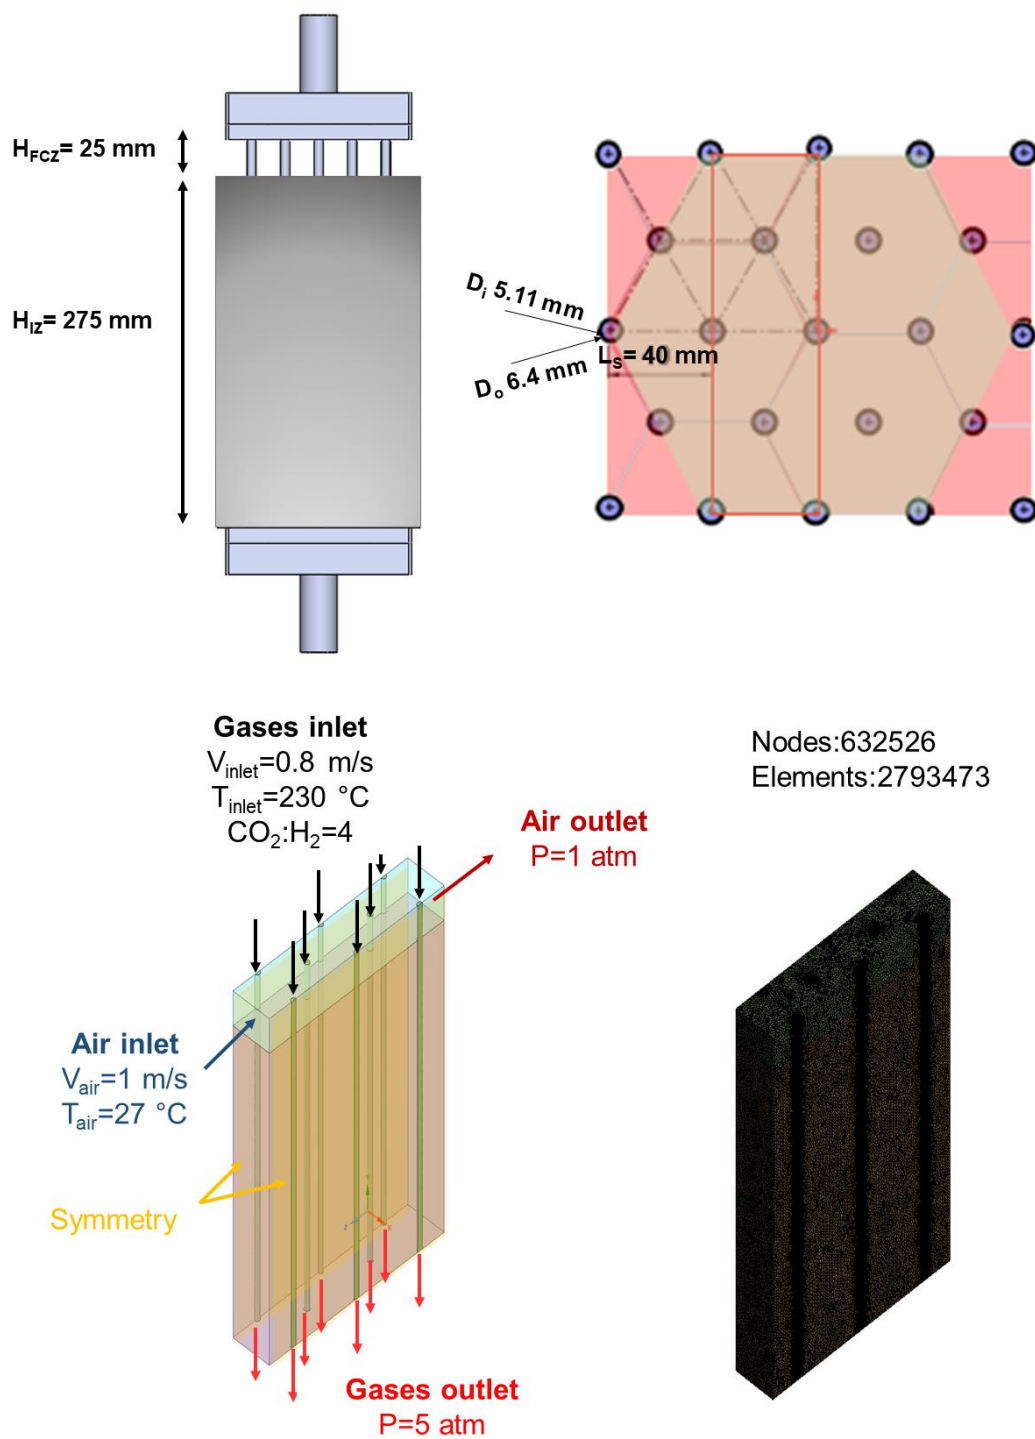 H_FCZ= 25 mm
H_IZ= 275 mm
D_i 5.11 mm
L_S= 40 mm
D_o 6.4 mm
Gases inlet
V_inlet=0.8 m/s
T_inlet=230 °C
CO₂:H₂=4
Nodes:632526
Elements:2793473
Air outlet
P=1 atm
Air inlet
V_air=1 m/s
T_air=27 °C
Symmetry
Gases outlet
P=5 atm